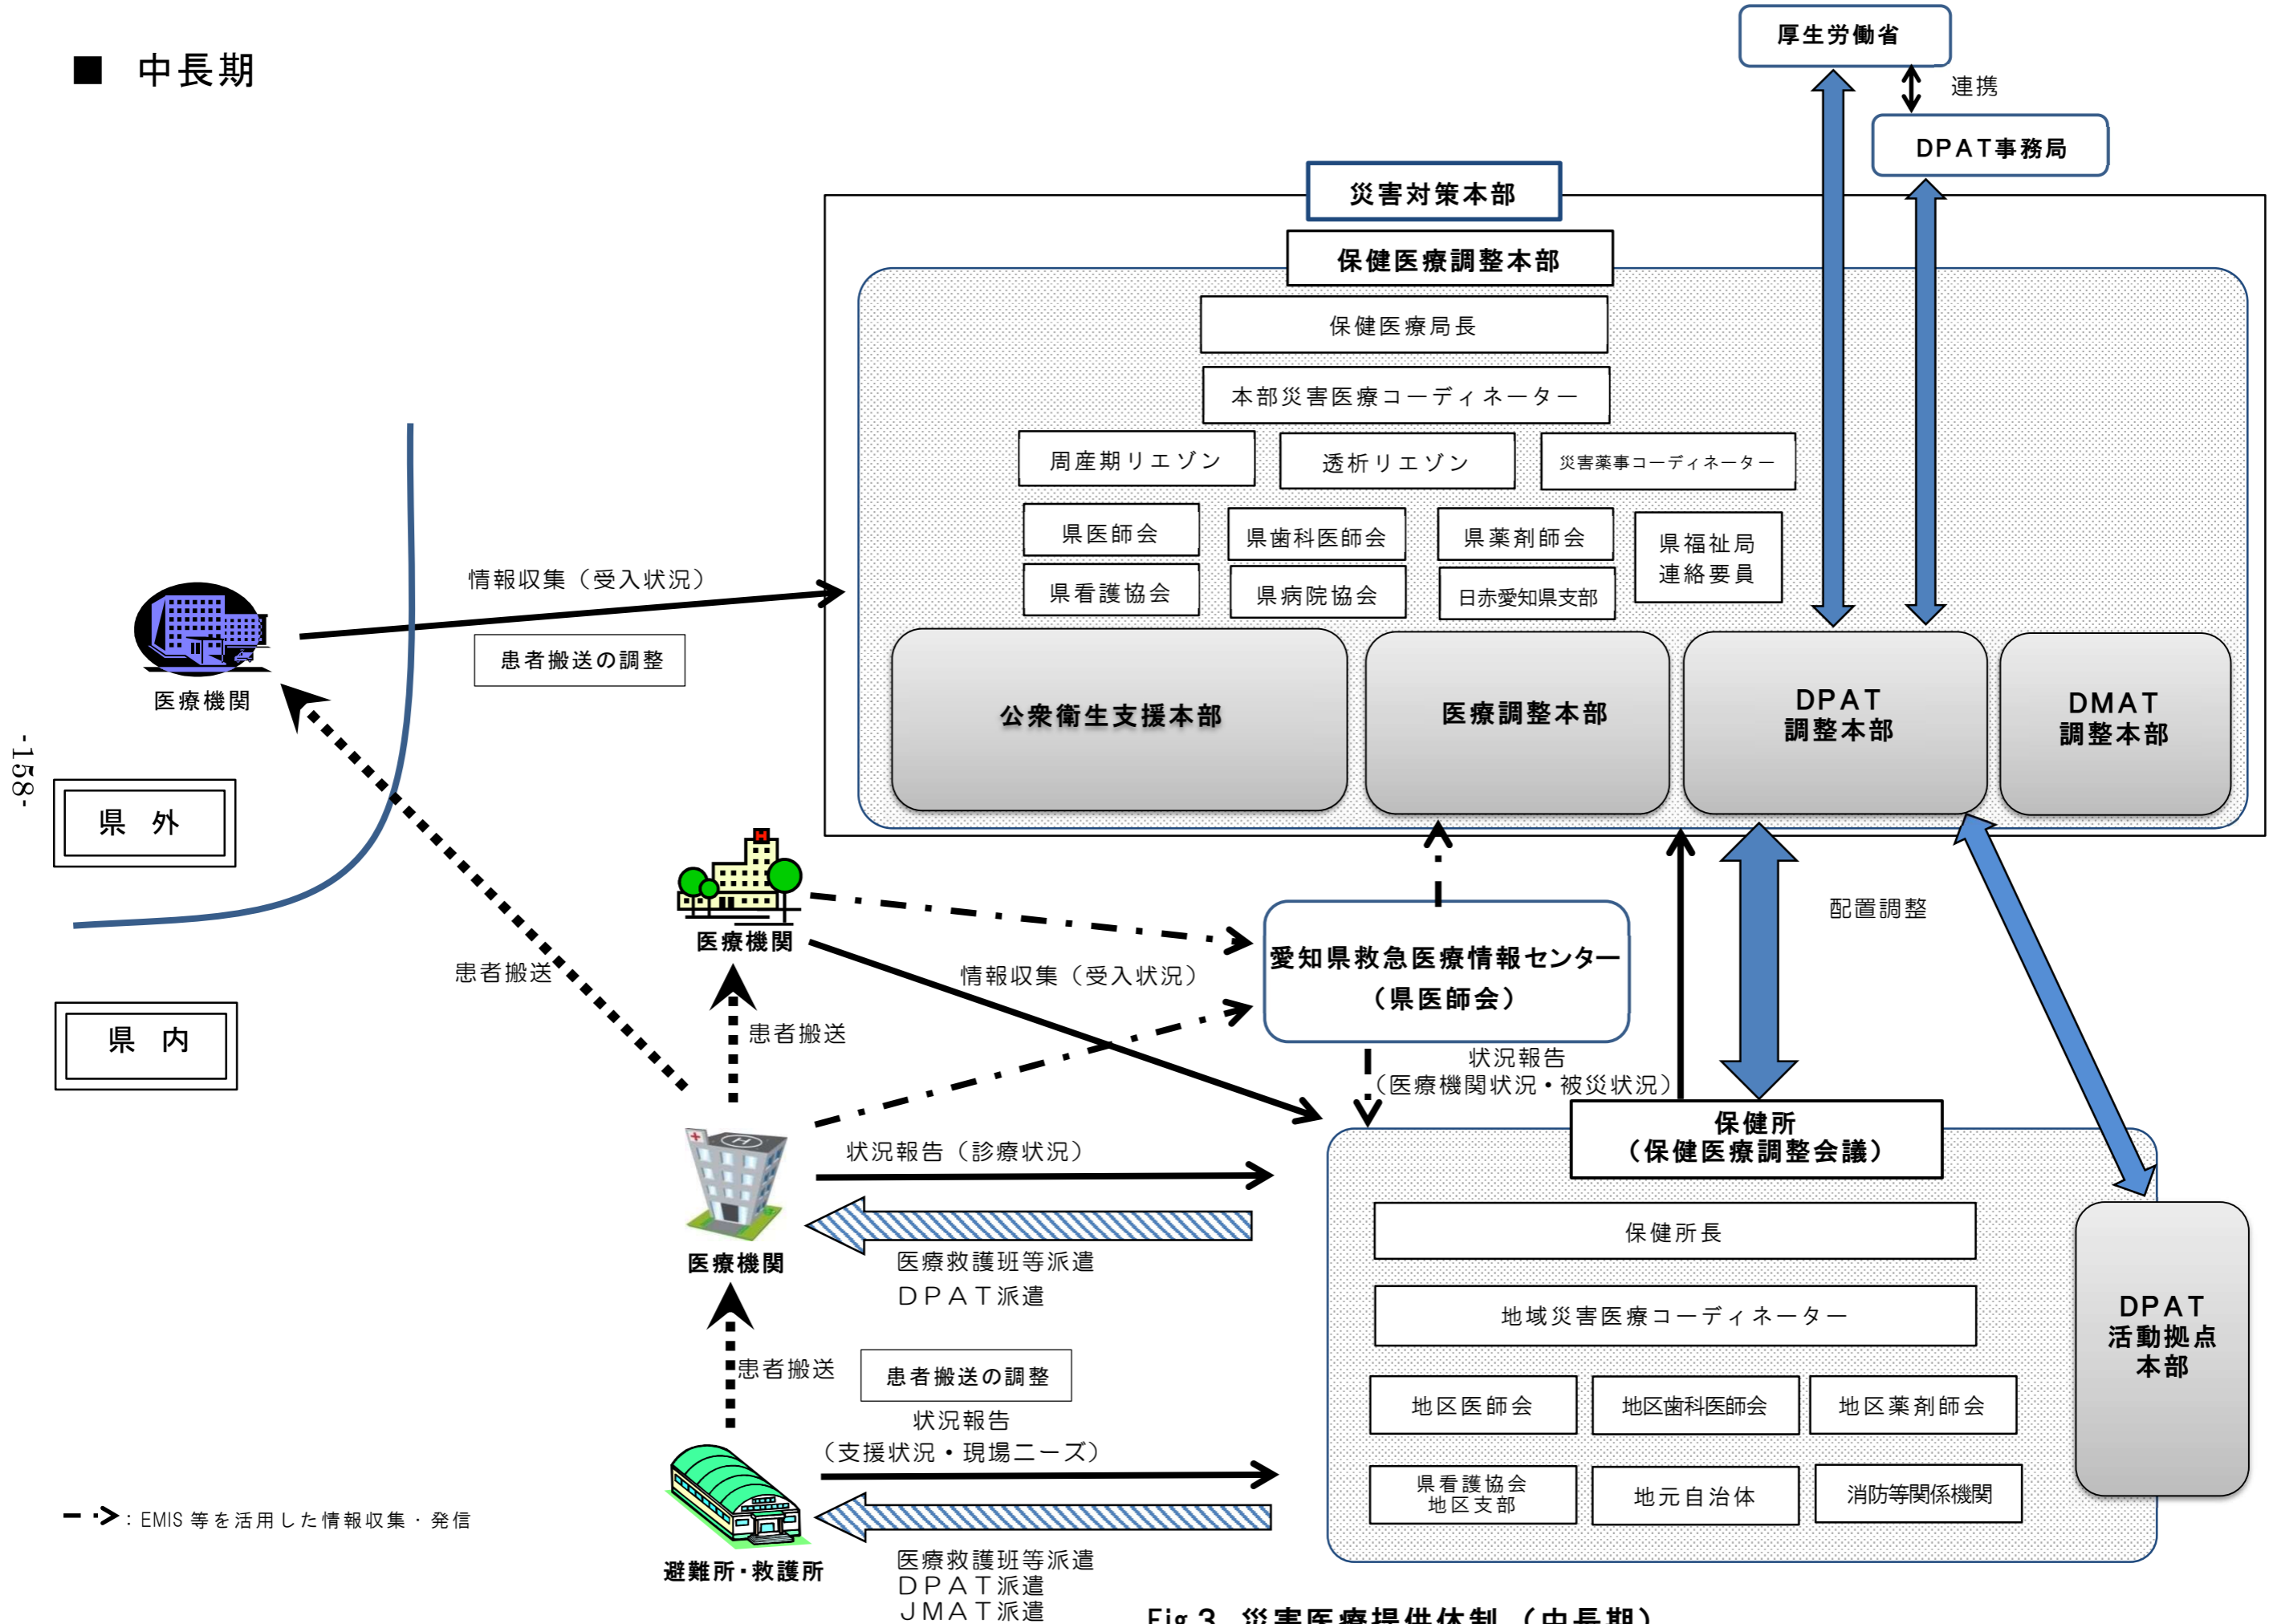 ■ 中長期
厚生労働省
連携
DPAT事務局
災害対策本部
保健医療調整本部
保健医療局長
本部災害医療コーディネーター
周産期リエゾン
透析リエゾン
災害薬事コーディネーター
県医師会
県歯科医師会
県薬剤師会
県福祉局
連絡要員
県看護協会
県病院協会
日赤愛知県支部
公衆衛生支援本部
医療調整本部
DPAT
調整本部
DMAT
調整本部
情報収集（受入状況）
患者搬送の調整
医療機関
-158-
県 外
県 内
患者搬送
医療機関
情報収集（受入状況）
愛知県救急医療情報センター
（県医師会）
配置調整
患者搬送
状況報告
（医療機関状況・被災状況）
保健所
（保健医療調整会議）
状況報告（診療状況）
医療機関
医療救護班等派遣
ＤＰＡＴ派遣
保健所長
地域災害医療コーディネーター
DPAT
活動拠点
本部
患者搬送
患者搬送の調整
状況報告
（支援状況・現場ニーズ）
地区医師会
地区歯科医師会
地区薬剤師会
県看護協会
地区支部
地元自治体
消防等関係機関
：EMIS 等を活用した情報収集・発信
避難所・救護所
医療救護班等派遣
ＤＰＡＴ派遣
ＪＭＡＴ派遣
Fig.3 災害医療提供体制（中長期）